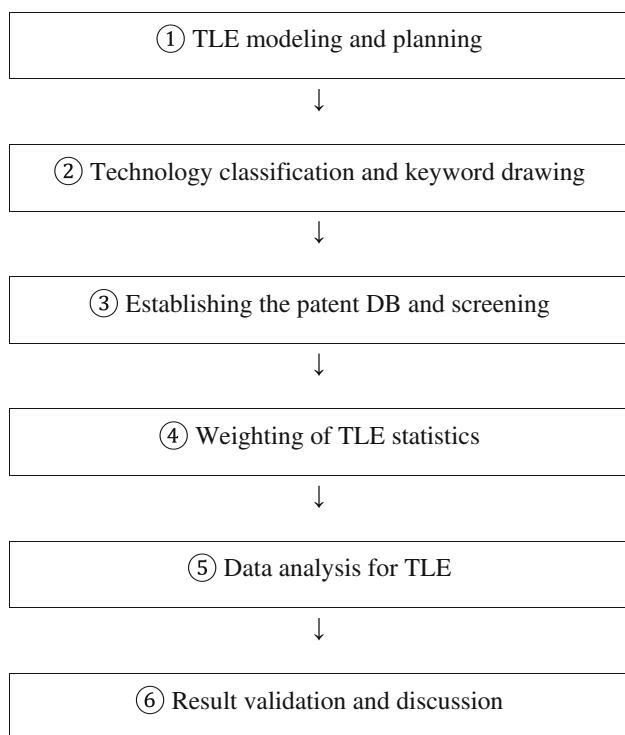 ① TLE modeling and planning
↓
② Technology classification and keyword drawing
↓
③ Establishing the patent DB and screening
↓
④ Weighting of TLE statistics
↓
⑤ Data analysis for TLE
↓
⑥ Result validation and discussion